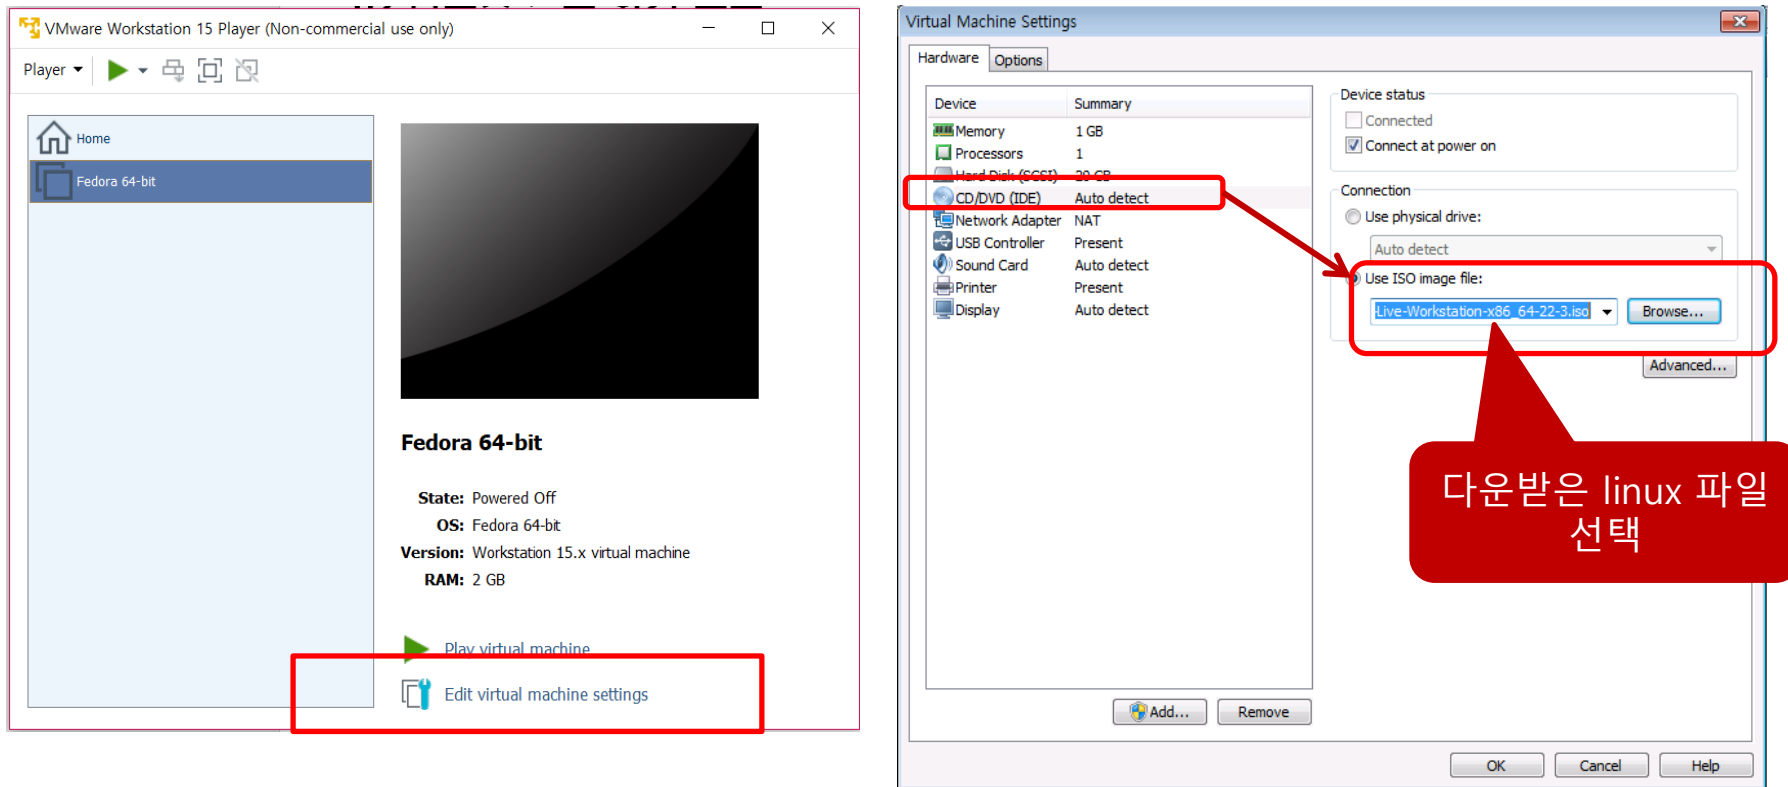 VMware Workstation 15 Player (Non-commercial use only)
Player
Home
Fedora 64-bit
Fedora 64-bit
State: Powered Off
OS: Fedora 64-bit
Version: Workstation 15.x virtual machine
RAM: 2 GB
Play virtual machine
Edit virtual machine settings
Virtual Machine Settings
Hardware Options
Device Summary
Memory 1 GB
Processors 1
Hard Disk (SCSI) 20 GB
CD/DVD (IDE) Auto detect
Network Adapter NAT
USB Controller Present
Sound Card Auto detect
Printer Present
Display Auto detect
Add... Remove
Device status
Connected
Connect at power on
Connection
Use physical drive:
Auto detect
Use ISO image file:
-Live-Workstation-x86_64-22-3.iso Browse...
Advanced...
다운받은 linux 파일
선택
OK Cancel Help